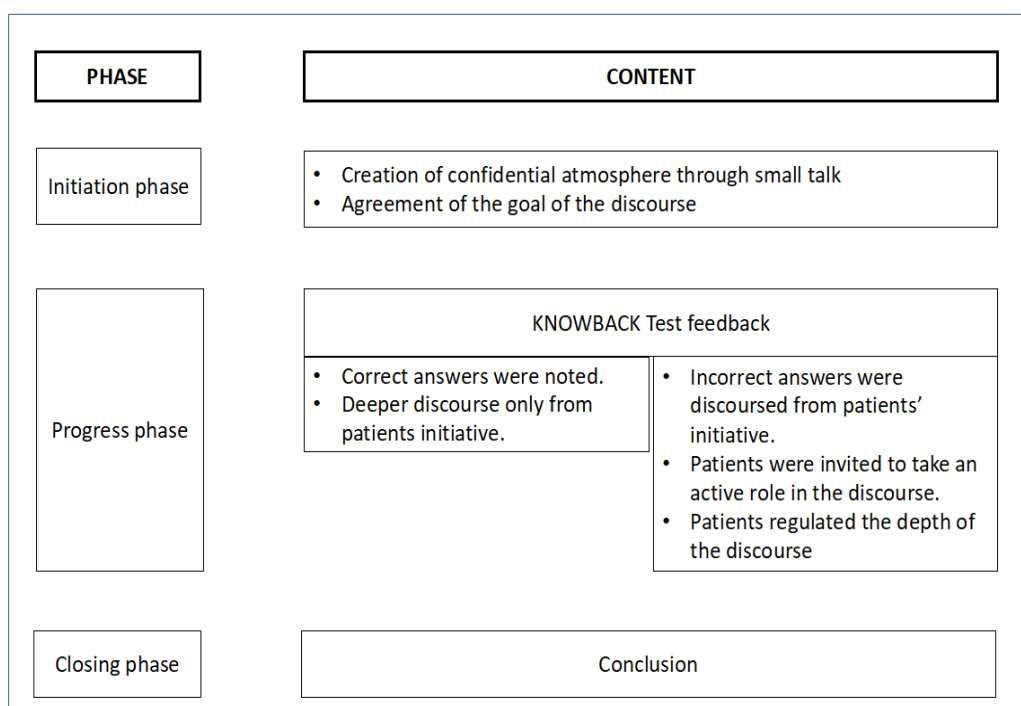 PHASE
CONTENT
Initiation phase
• Creation of confidential atmosphere through small talk
• Agreement of the goal of the discourse
Progress phase
KNOWBACK Test feedback
• Correct answers were noted.
• Deeper discourse only from
patients initiative.
• Incorrect answers were
discoursed from patients’
initiative.
• Patients were invited to take an
active role in the discourse.
• Patients regulated the depth of
the discourse
Closing phase
Conclusion